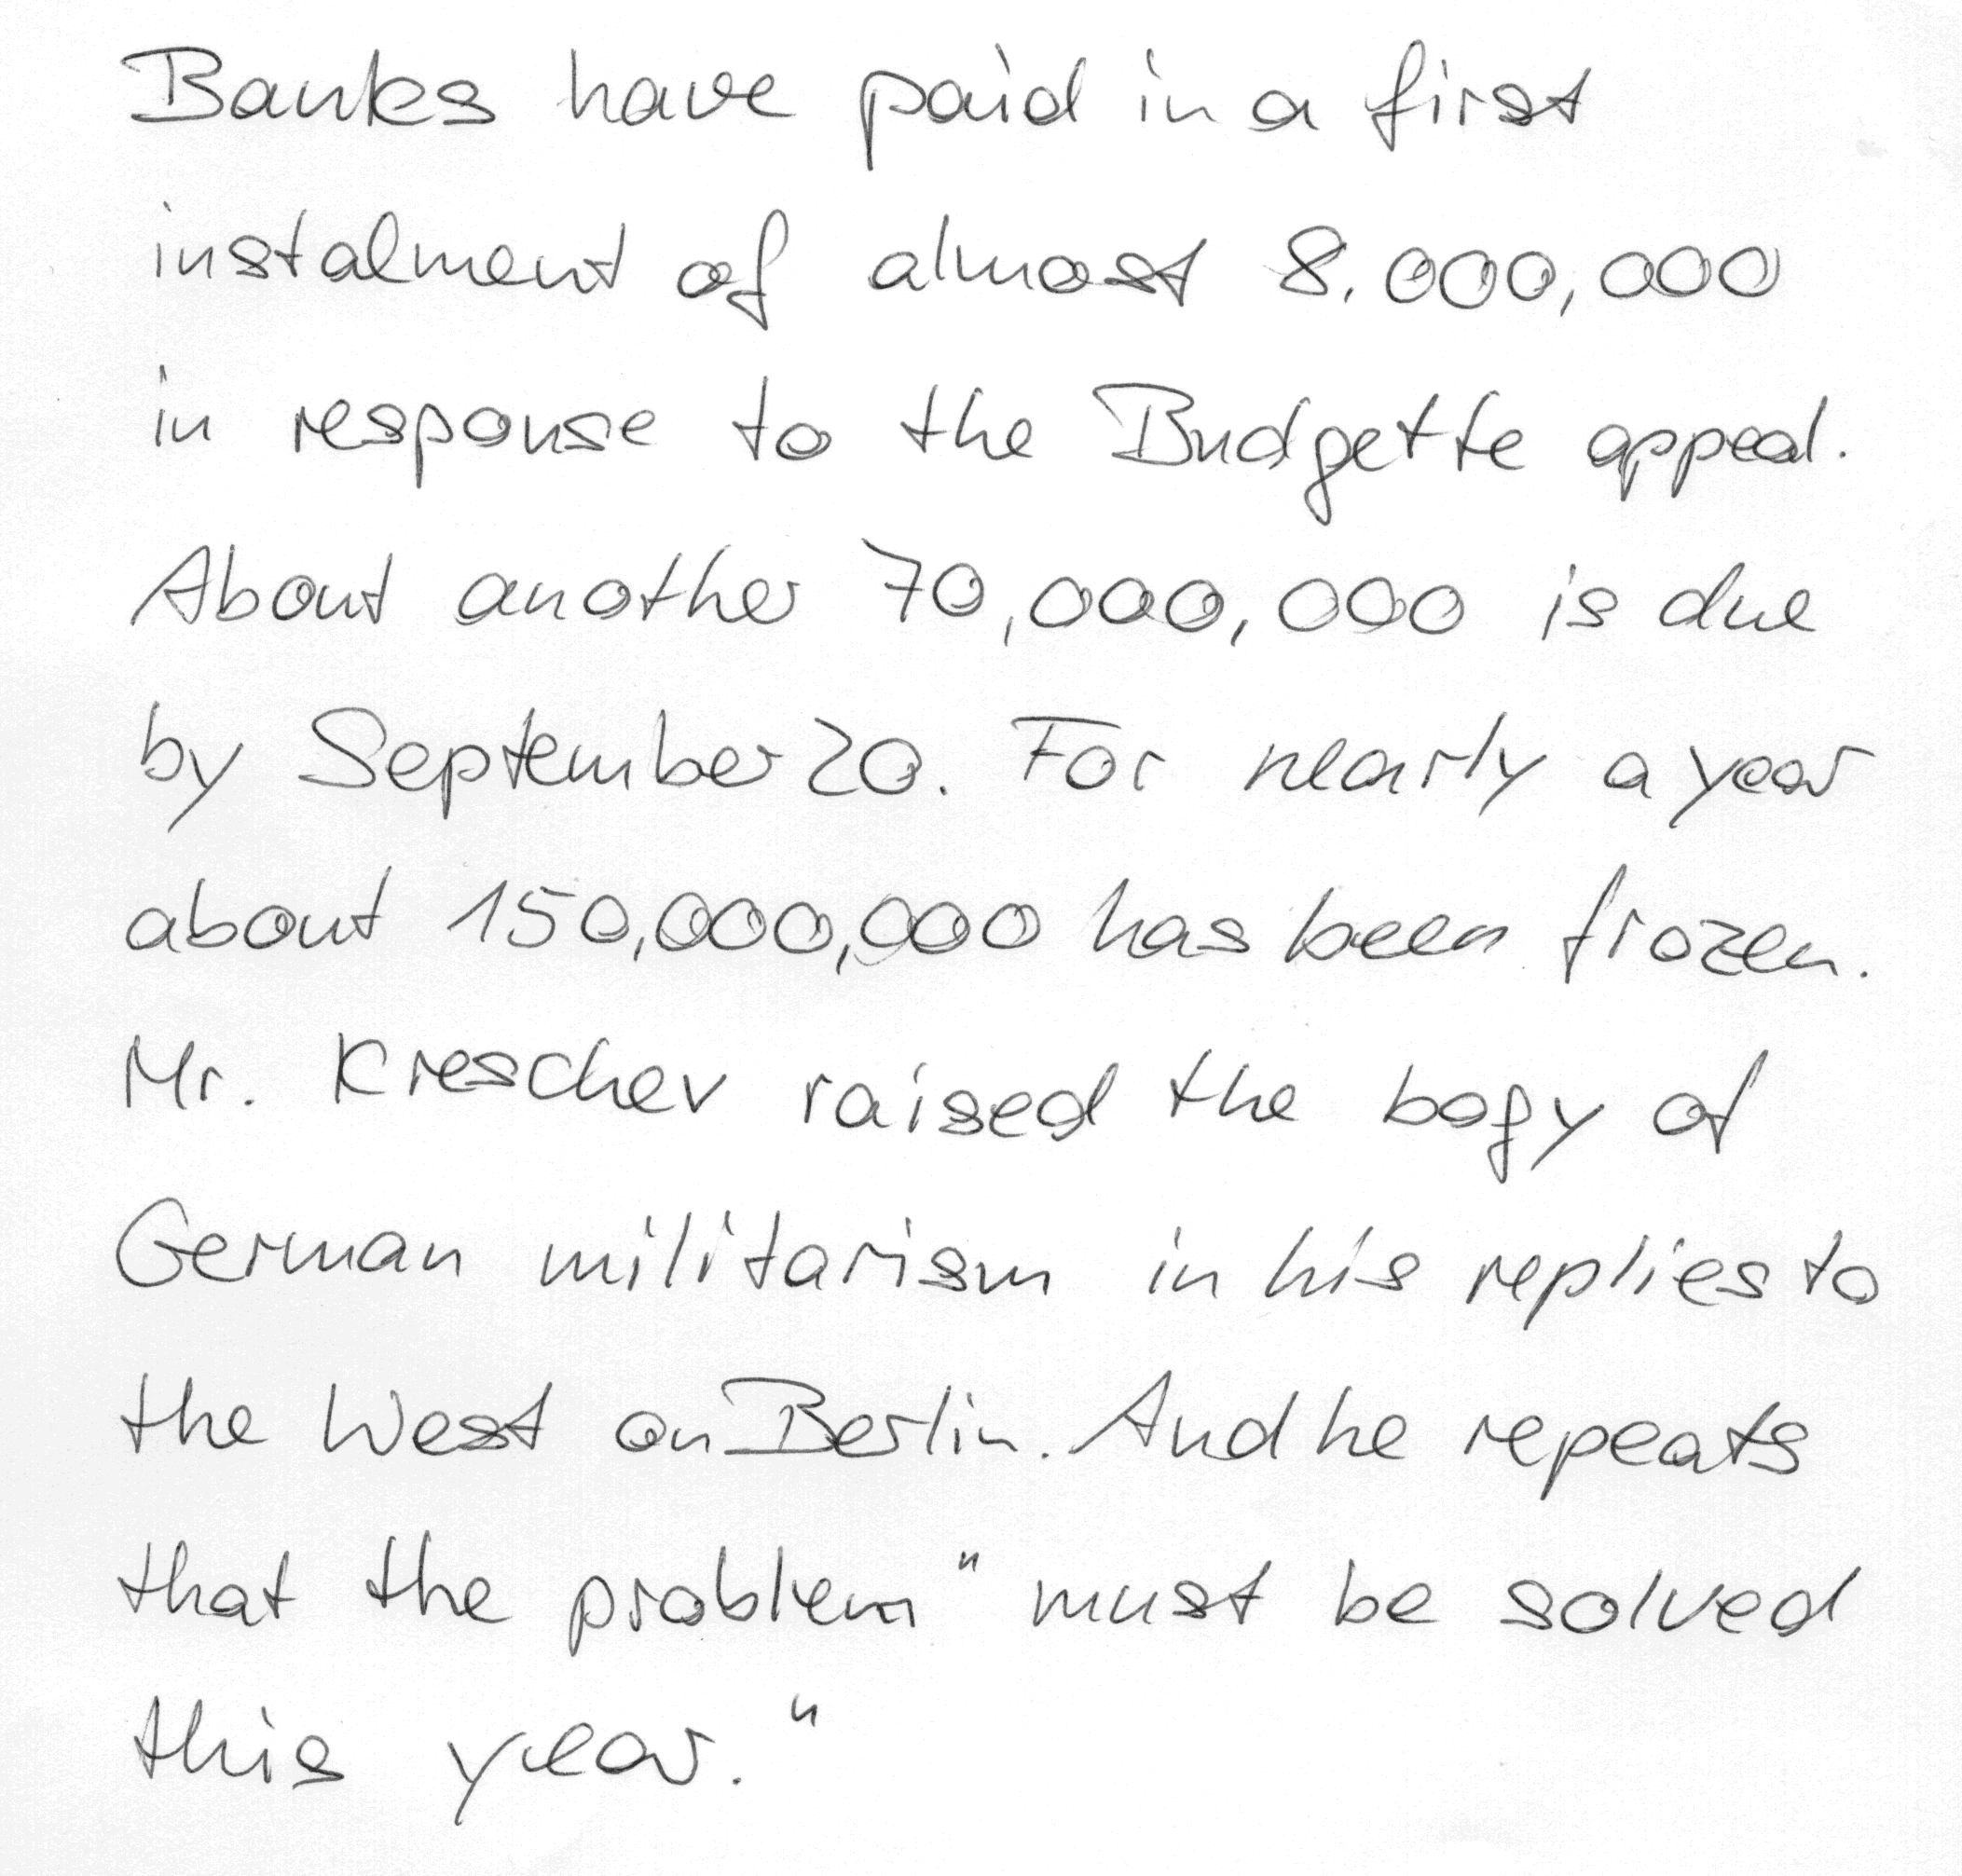 Banks have paid in a first
instalment of almost 8.000,000
in response to the Budgette appeal.
About another 70,000,000 is due
by September 20. For nearly a year
about 150,000,000 has been frozen.
Mr. Kreschev raised the bogy of
German militarism in his replies to
the West on Berlin. And he repeats
that the problem "must be solved
this year."